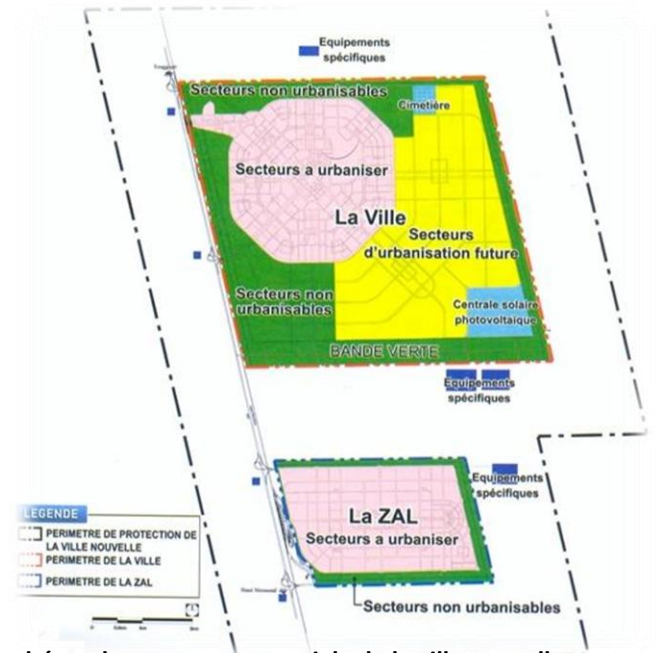 Equipements
spécifiques
Secteurs non urbanisables
Cimetière
Secteurs a urbaniser
La Ville
Secteurs
d'urbanisation future
Secteurs non
urbanisables
Centrale solaire
photovoltaïque
BANDE VERTE
Equipements
spécifiques
Equipements
spécifiques
La ZAL
Secteurs a urbaniser
LEGENDE
PERIMETRE DE PROTECTION DE
LA VILLE NOUVELLE
PERIMETRE DE LA VILLE
PERIMETRE DE LA ZAL
Secteurs non urbanisables